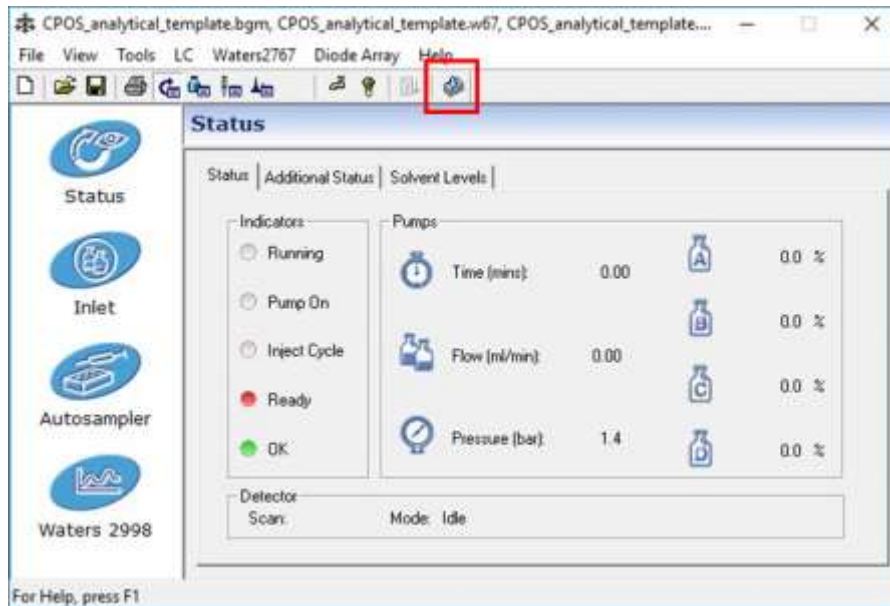 CPOS_analytical_template.bgm, CPOS_analytical_template.w67, CPOS_analytical_template....
File View Tools LC Waters2767 Diode Array Help
Status
Status Additional Status Solvent Levels
Status
Indicators
Running
Pump On
Inject Cycle
Ready
OK
Pumps
Time (mins): 0.00
Flow (ml/min): 0.00
Pressure (bar): 1.4
A 0.0 %
B 0.0 %
C 0.0 %
D 0.0 %
Inlet
Autosampler
Waters 2998
Detector
Scan: Mode: Idle
For Help, press F1